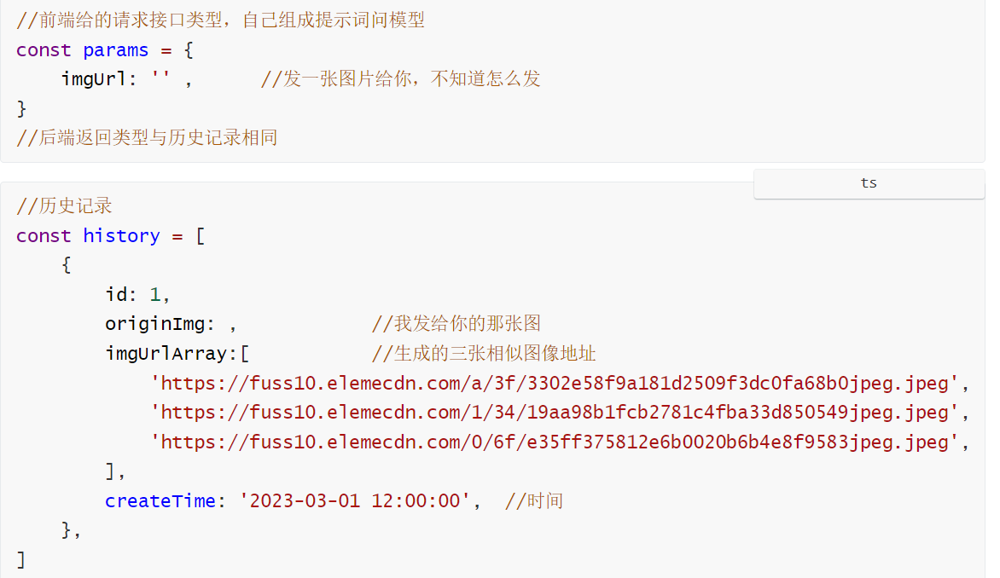 //前端给的请求接口类型，自己组成提示词问模型
const params = {
    imgUrl: '' ,      //发一张图片给你，不知道怎么发
}
//后端返回类型与历史记录相同
ts
//历史记录
const history = [
    {
        id: 1,
        originImg: ,            //我发给你的那张图
        imgUrlArray:[           //生成的三张相似图像地址
            'https://fuss10.elemecdn.com/a/3f/3302e58f9a181d2509f3dc0fa68b0jpeg.jpeg',
            'https://fuss10.elemecdn.com/1/34/19aa98b1fcb2781c4fba33d850549jpeg.jpeg',
            'https://fuss10.elemecdn.com/0/6f/e35ff375812e6b0020b6b4e8f9583jpeg.jpeg',
        ],
        createTime: '2023-03-01 12:00:00',  //时间
    },
]